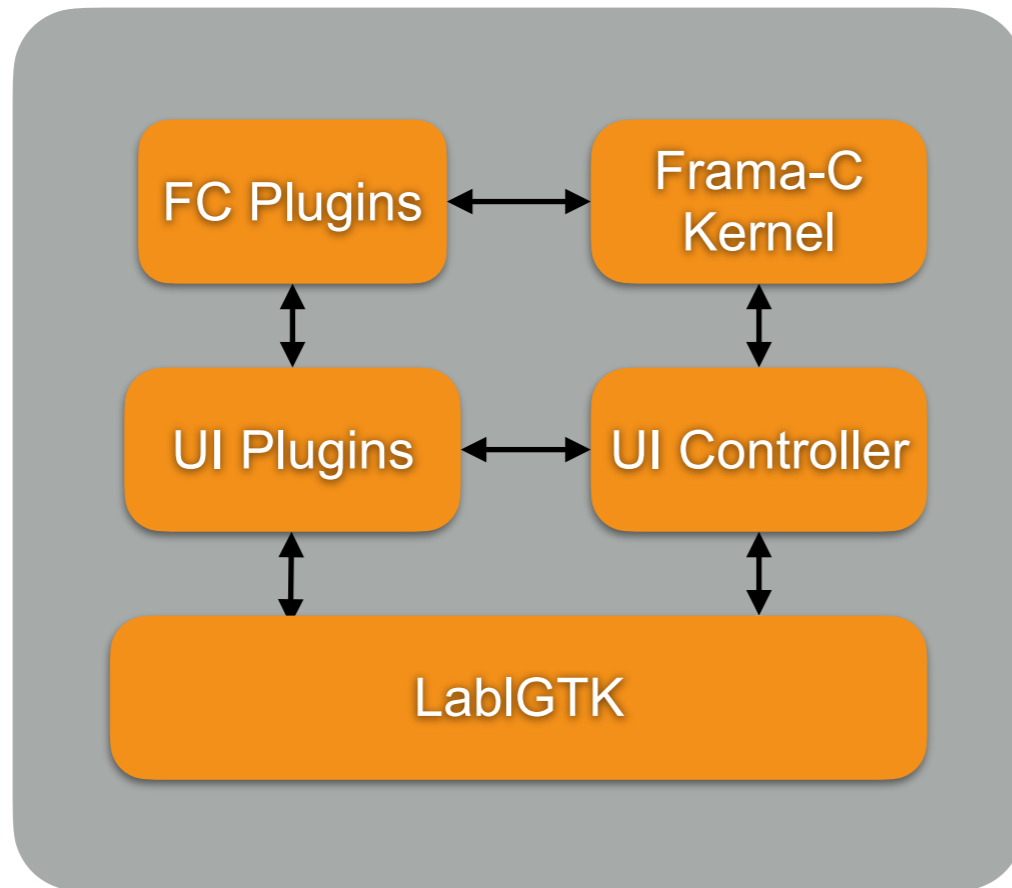 FC Plugins
Frama-C
Kernel
UI Plugins
UI Controller
LablGTK